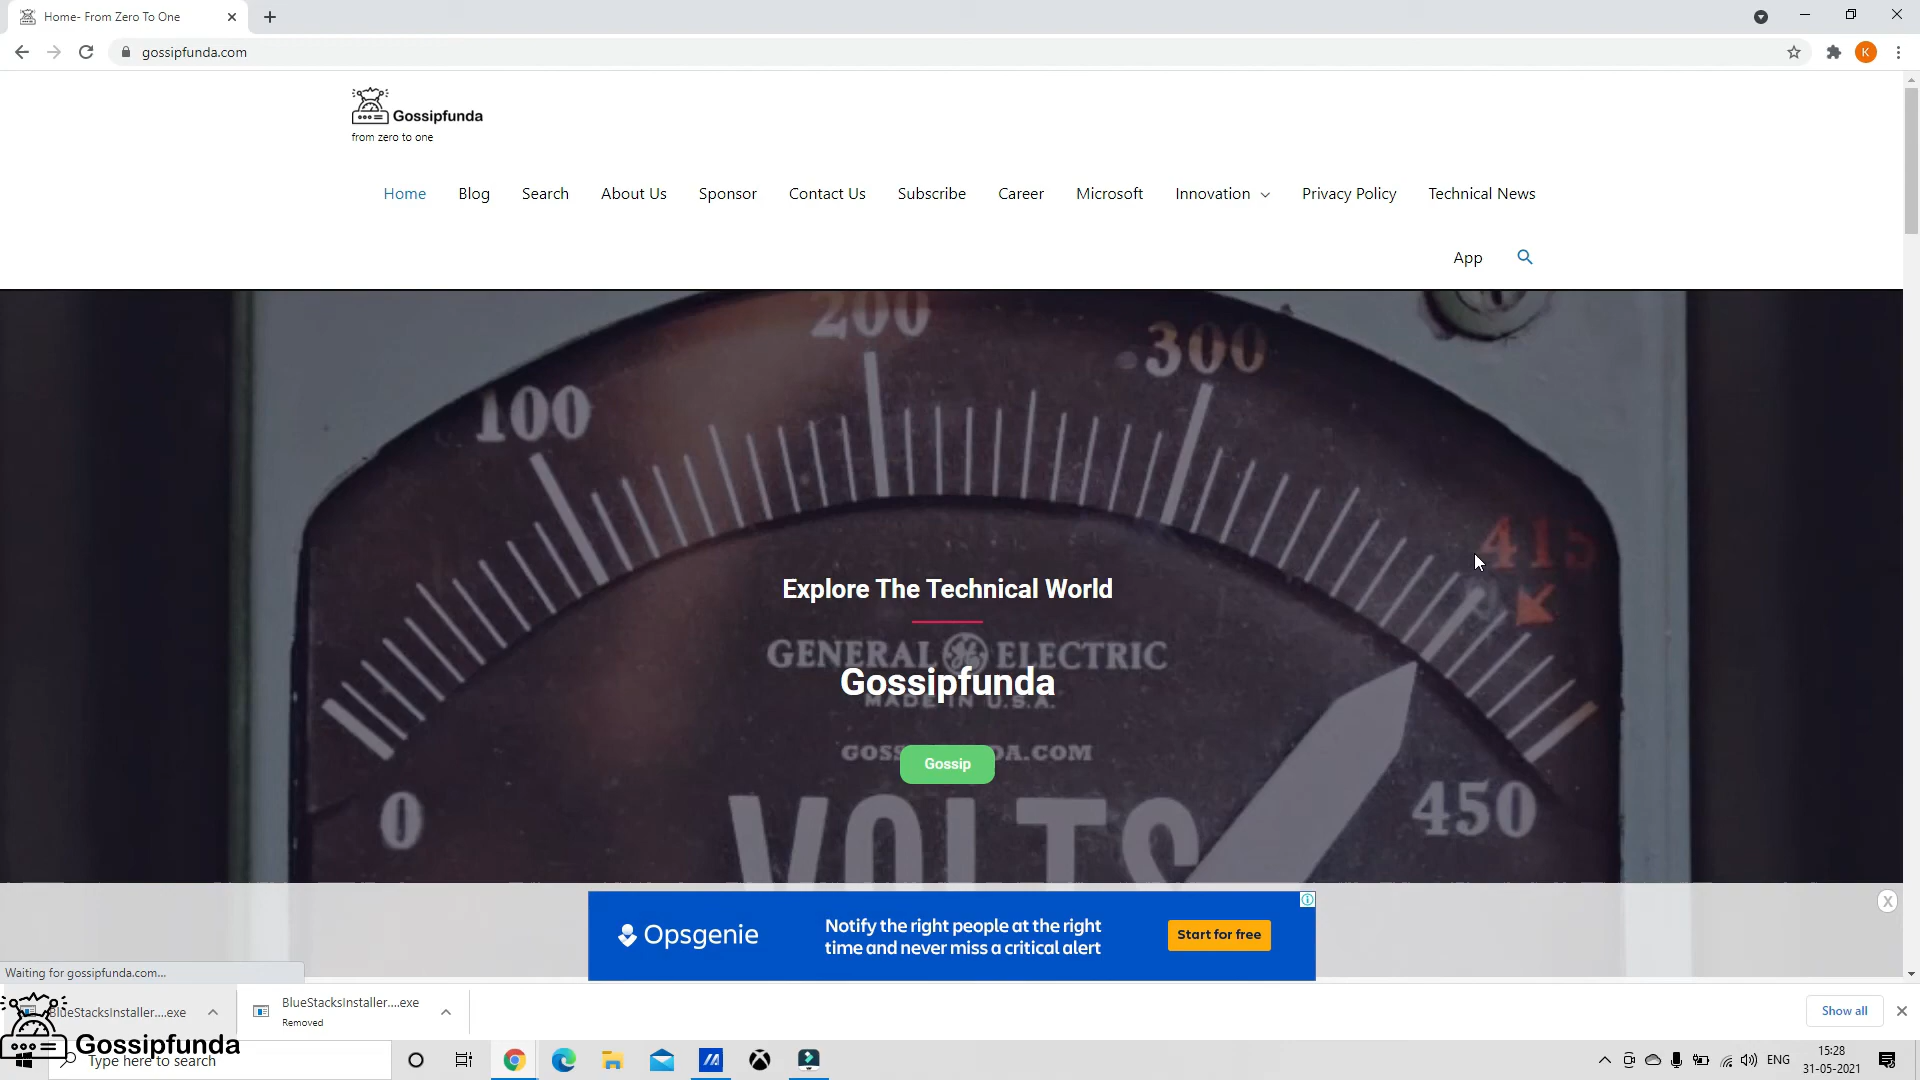 Home- From Zero To One
gossipfunda.com
K
Gossipfunda
from zero to one
Home Blog Search About Us Sponsor Contact Us Subscribe Career Microsoft Innovation Privacy Policy Technical News
App
200
300
100
415
Explore The Technical World
GENERAL GE ELECTRIC
Gossipfunda
MADE IN U.S.A.
Gossip
VOLTS
0
450
Opsgenie
Notify the right people at the right
time and never miss a critical alert
Start for free
X
Waiting for gossipfunda.com...
BlueStacksInstaller....exe
BlueStacksInstaller....exe
Removed
Show all
Gossipfunda
Type here to search
ENG
15:28
31-05-2021